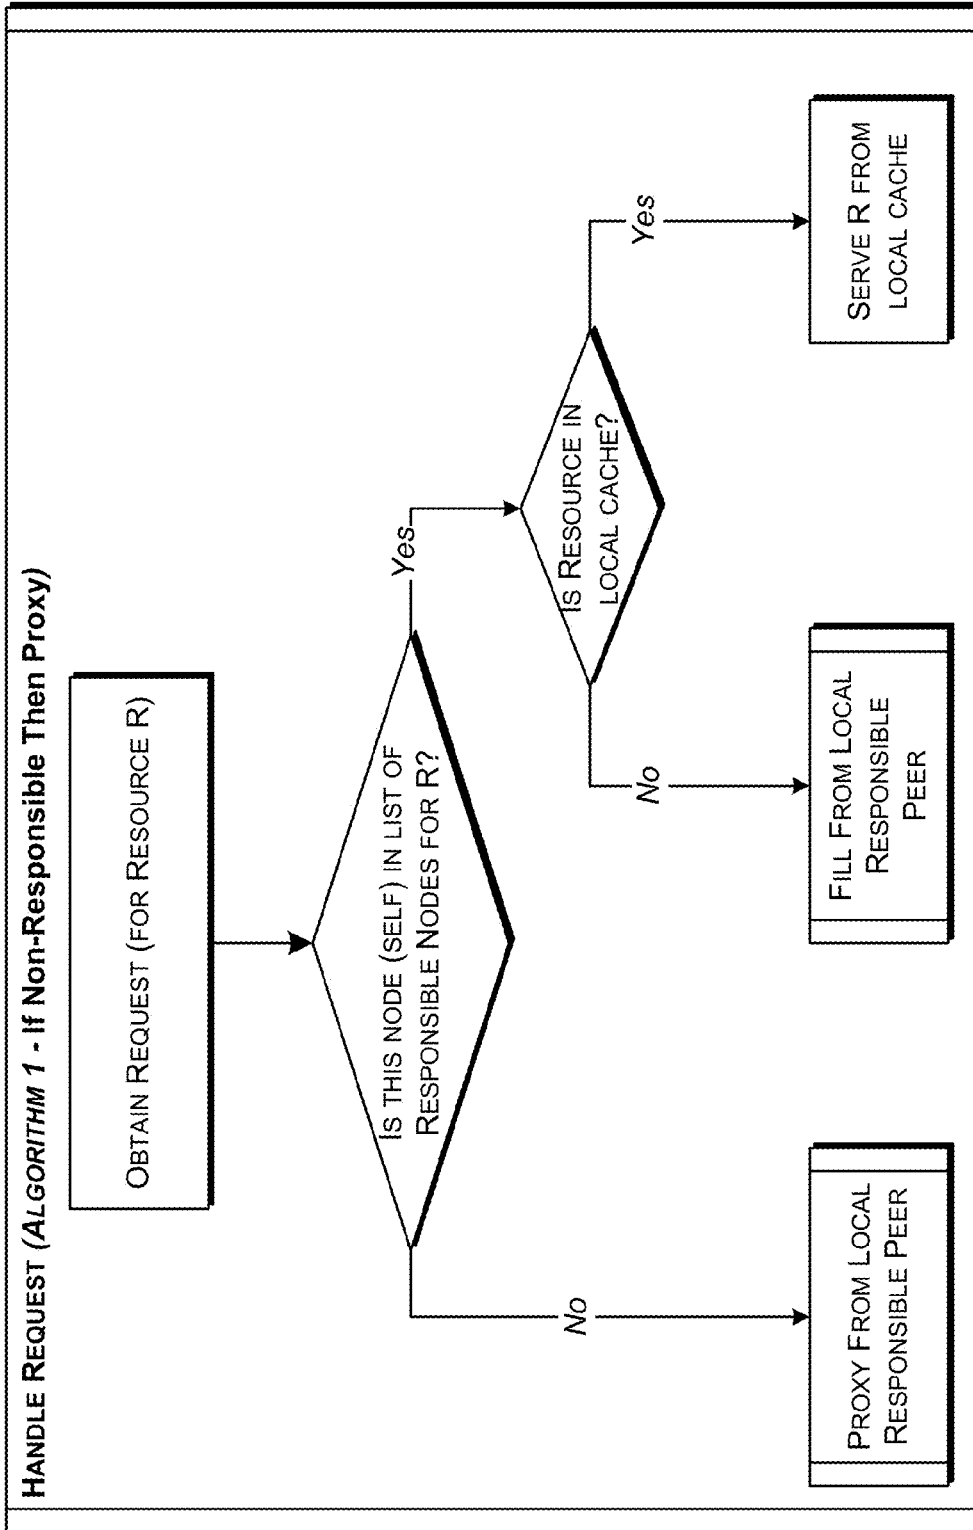 HANDLE REQUEST (ALGORITHM 1 - If Non-Responsible Then Proxy)
OBTAIN REQUEST (FOR RESOURCE R)
IS THIS NODE (SELF) IN LIST OF
RESPONSIBLE NODES FOR R?
No
Yes
IS RESOURCE IN
LOCAL CACHE?
No
Yes
PROXY FROM LOCAL
RESPONSIBLE PEER
FILL FROM LOCAL
RESPONSIBLE
PEER
SERVE R FROM
LOCAL CACHE